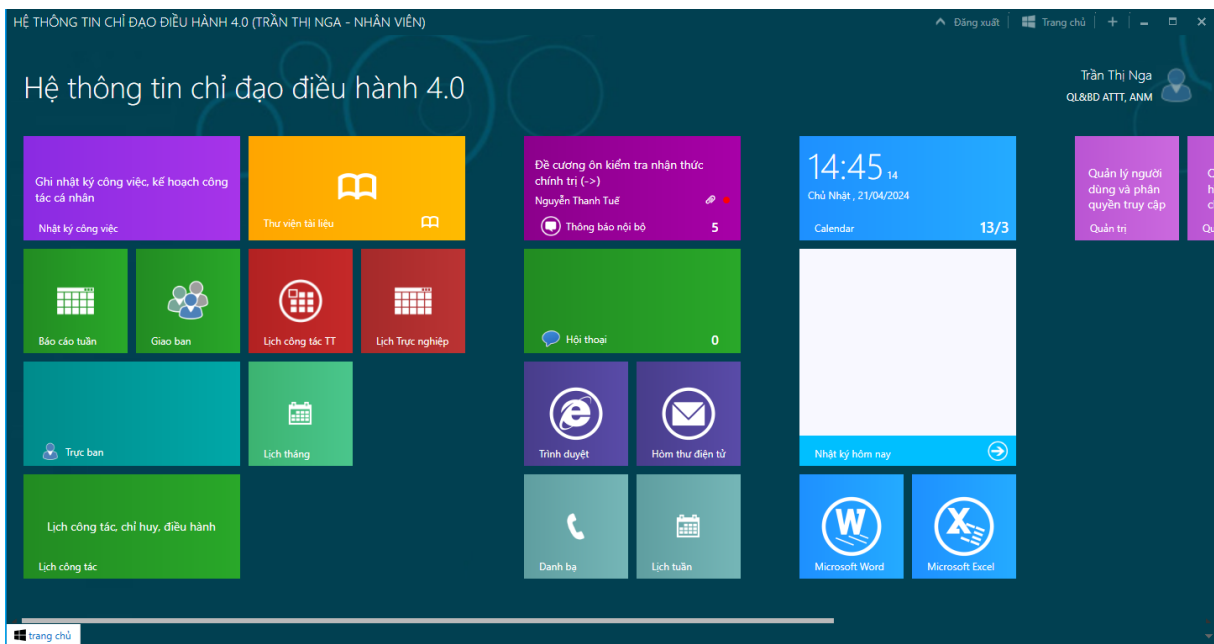 HỆ THỐNG TIN CHỈ ĐẠO ĐIỀU HÀNH 4.0 (TRẦN THỊ NGA - NHÂN VIÊN)
Đăng xuất
Trang chủ
Hệ thông tin chỉ đạo điều hành 4.0
Trần Thị Nga
QL&BD ATTT, ANM
Ghi nhật ký công việc, kế hoạch công
tác cá nhân
Nhật ký công việc
Thư viện tài liệu
Báo cáo tuần
Giao ban
Lịch công tác TT
Lịch Trực nghiệp
Trực ban
Lịch tháng
Lịch công tác, chỉ huy, điều hành
Lịch công tác
Đề cương ôn kiểm tra nhận thức
chính trị (->)
Nguyễn Thanh Tuế
Thông báo nội bộ 5
Hội thoại 0
Trình duyệt
Hòm thư điện tử
Danh bạ
Lịch tuần
14:45 14
Chủ Nhật , 21/04/2024
Calendar 13/3
Nhật ký hôm nay
Microsoft Word
Microsoft Excel
Quản lý người
dùng và phân
quyền truy cập
Quản trị
trang chủ